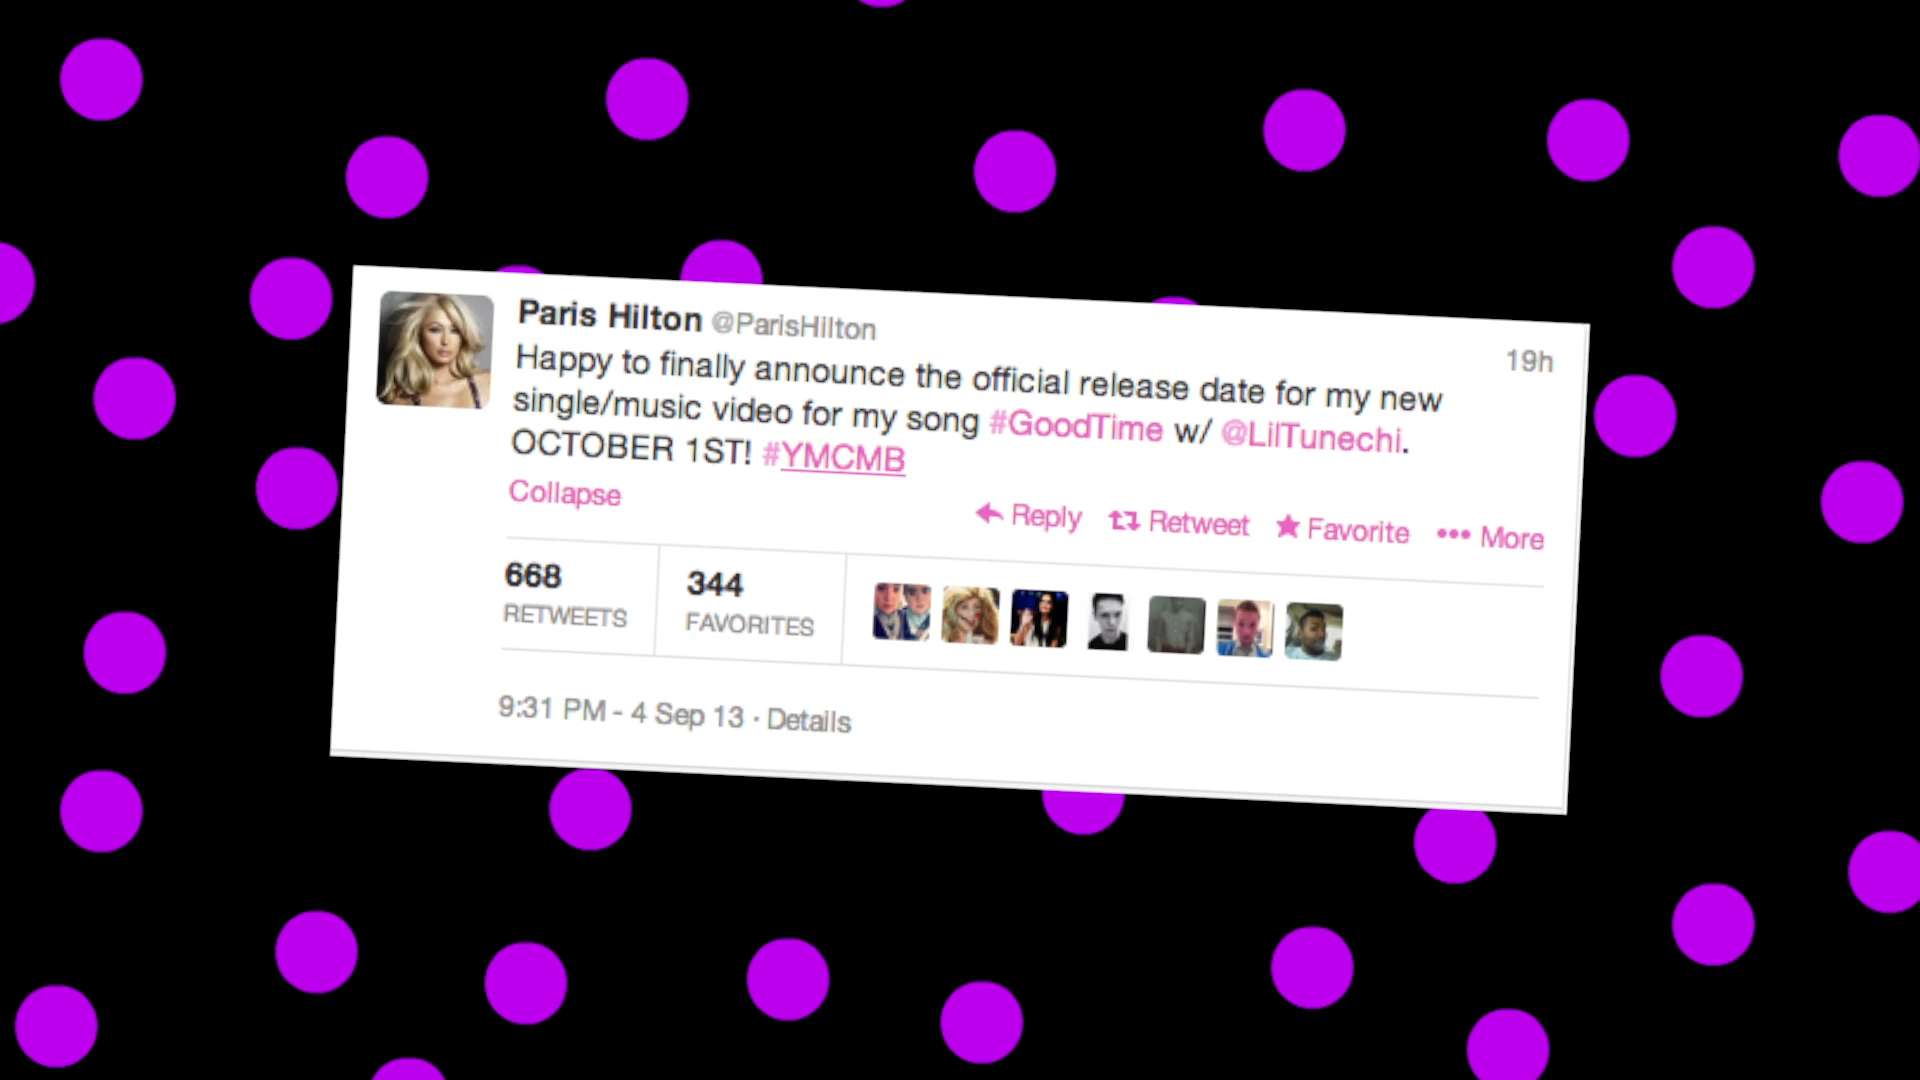 Paris Hilton @ParisHilton
19h
Happy to finally announce the official release date for my new
single/music video for my song #GoodTime w/ @LilTunechi.
OCTOBER 1ST! #YMCMB
Collapse
Reply Retweet Favorite More
668
RETWEETS
344
FAVORITES
9:31 PM - 4 Sep 13 · Details